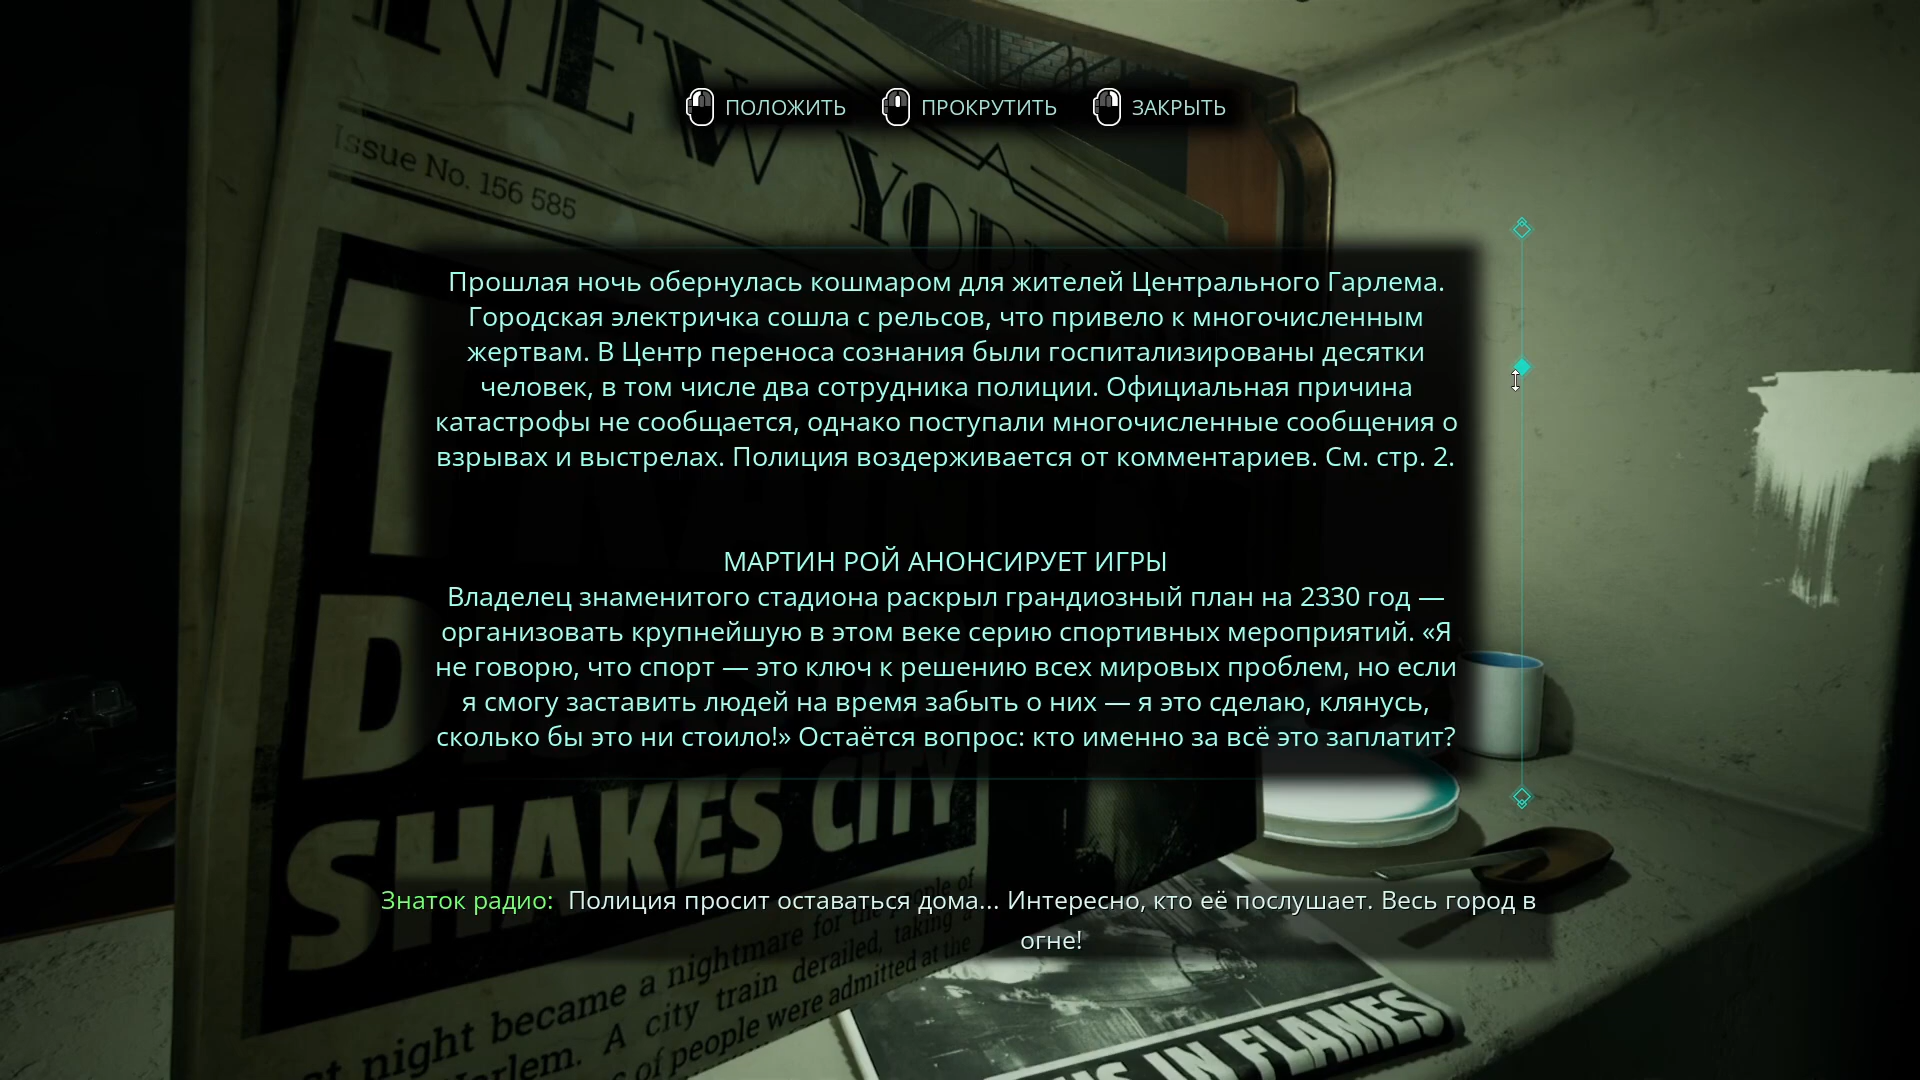 NEW
YORK
Issue No. 156 585
ПОЛОЖИТЬ
ПРОКРУТИТЬ
ЗАКРЫТЬ
Прошлая ночь обернулась кошмаром для жителей Центрального Гарлема.
Городская электричка сошла с рельсов, что привело к многочисленным
жертвам. В Центр переноса сознания были госпитализированы десятки
человек, в том числе два сотрудника полиции. Официальная причина
катастрофы не сообщается, однако поступали многочисленные сообщения о
взрывах и выстрелах. Полиция воздерживается от комментариев. См. стр. 2.
МАРТИН РОЙ АНОНСИРУЕТ ИГРЫ
Владелец знаменитого стадиона раскрыл грандиозный план на 2330 год —
организовать крупнейшую в этом веке серию спортивных мероприятий. «Я
не говорю, что спорт — это ключ к решению всех мировых проблем, но если
я смогу заставить людей на время забыть о них — я это сделаю, клянусь,
сколько бы это ни стоило!» Остаётся вопрос: кто именно за всё это заплатит?
SHAKES CITY
Знаток радио: Полиция просит оставаться дома... Интересно, кто её послушает. Весь город в
огне!
night became a nightmare for the People of
A city train derailed, taking a
of people were admitted at the
IN FLAMES